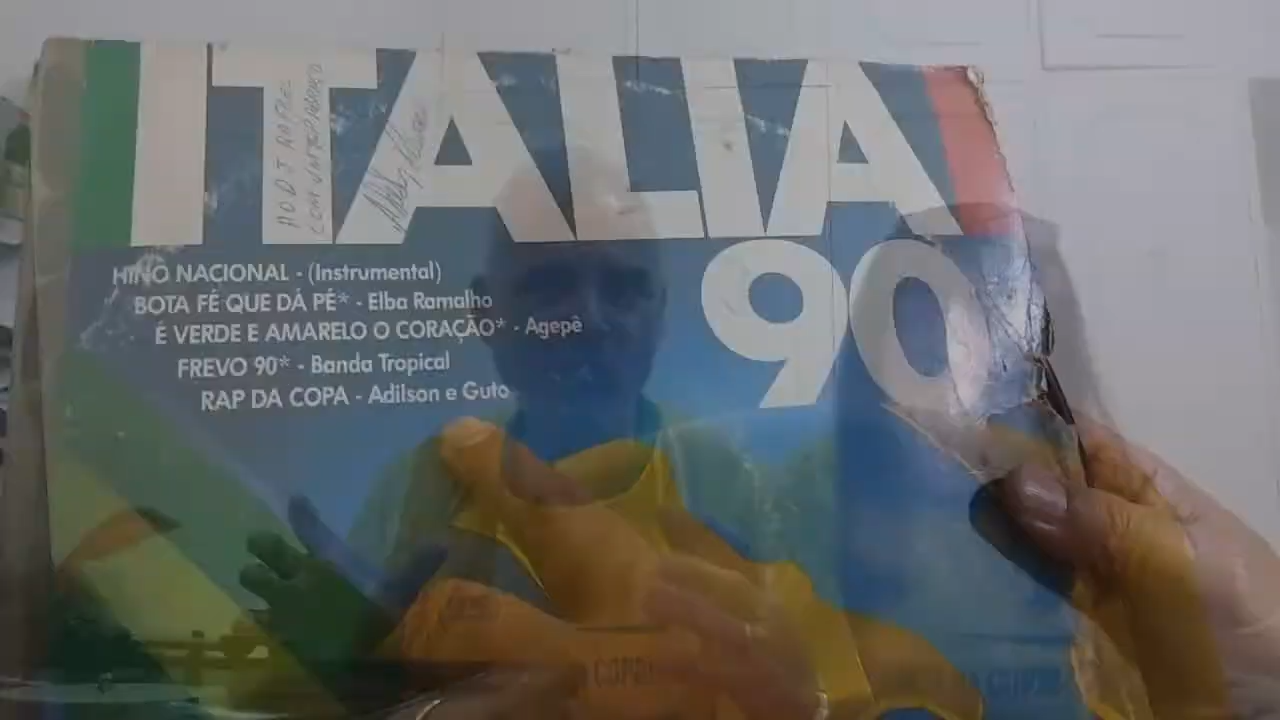 ITALIA
90
HINO NACIONAL - (Instrumental)
BOTA FÉ QUE DÁ PÉ* - Elba Ramalho
É VERDE E AMARELO O CORAÇÃO* - Agepê
FREVO 90* - Banda Tropical
RAP DA COPA - Adilson e Guto